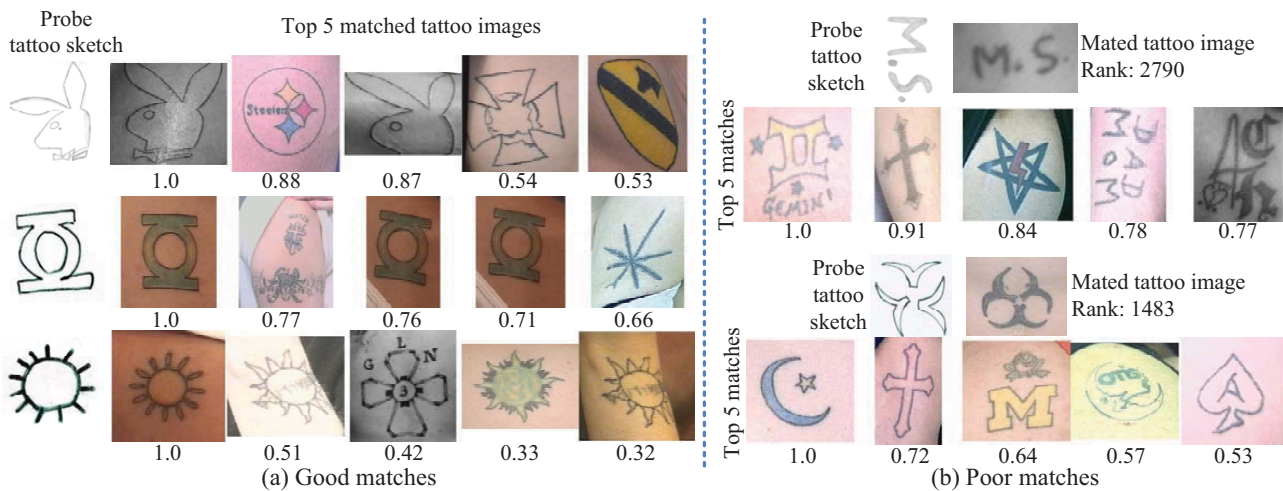 Probe
tattoo sketch
Top 5 matched tattoo images
Steelers
1.0 0.88 0.87 0.54 0.53
1.0 0.77 0.76 0.71 0.66
G L N
3
1.0 0.51 0.42 0.33 0.32
(a) Good matches
Probe
tattoo
sketch
M.S.
M.S.
Mated tattoo image
Rank: 2790
Top 5 matches
II
GEMINI
DAD
MOM
1.0 0.91 0.84 0.78 0.77
Probe
tattoo
sketch
Mated tattoo image
Rank: 1483
Top 5 matches
M
A
1.0 0.72 0.64 0.57 0.53
(b) Poor matches